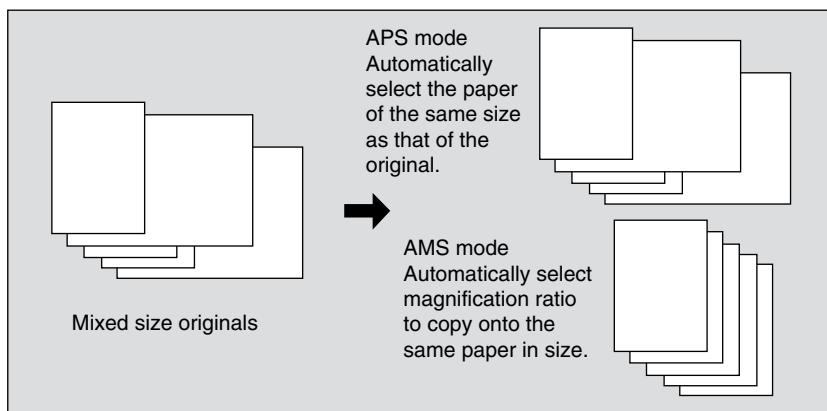 APS mode
Automatically
select the paper
of the same size
as that of the
original.
Mixed size originals
AMS mode
Automatically select
magnification ratio
to copy onto the
same paper in size.